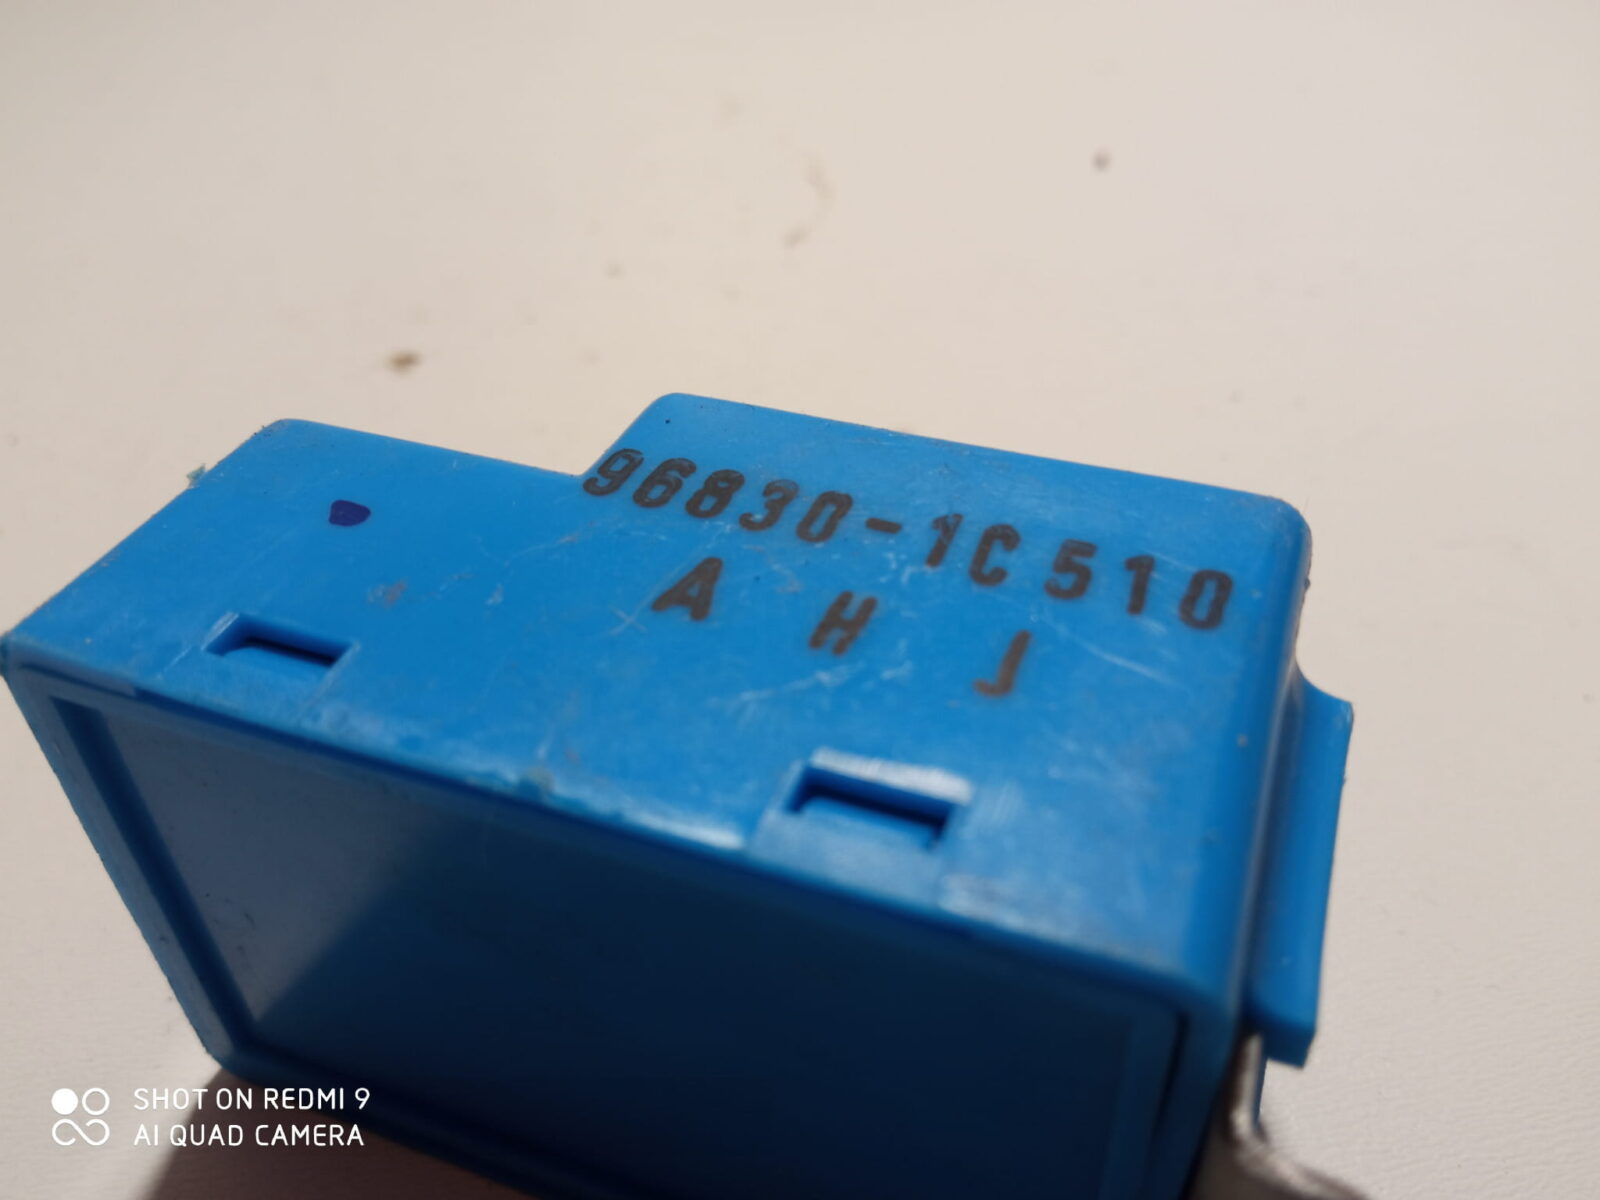 96830-1C510
A H J
SHOT ON REDMI 9
AI QUAD CAMERA